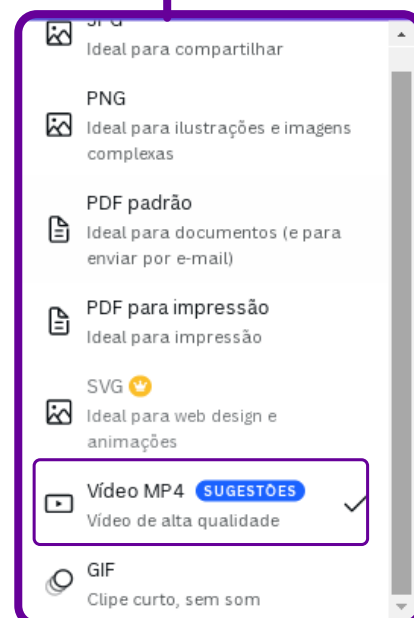 JPG
Ideal para compartilhar
PNG
Ideal para ilustrações e imagens
complexas
PDF padrão
Ideal para documentos (e para
enviar por e-mail)
PDF para impressão
Ideal para impressão
SVG
Ideal para web design e
animações
Vídeo MP4 SUGESTÕES
Vídeo de alta qualidade
GIF
Clipe curto, sem som